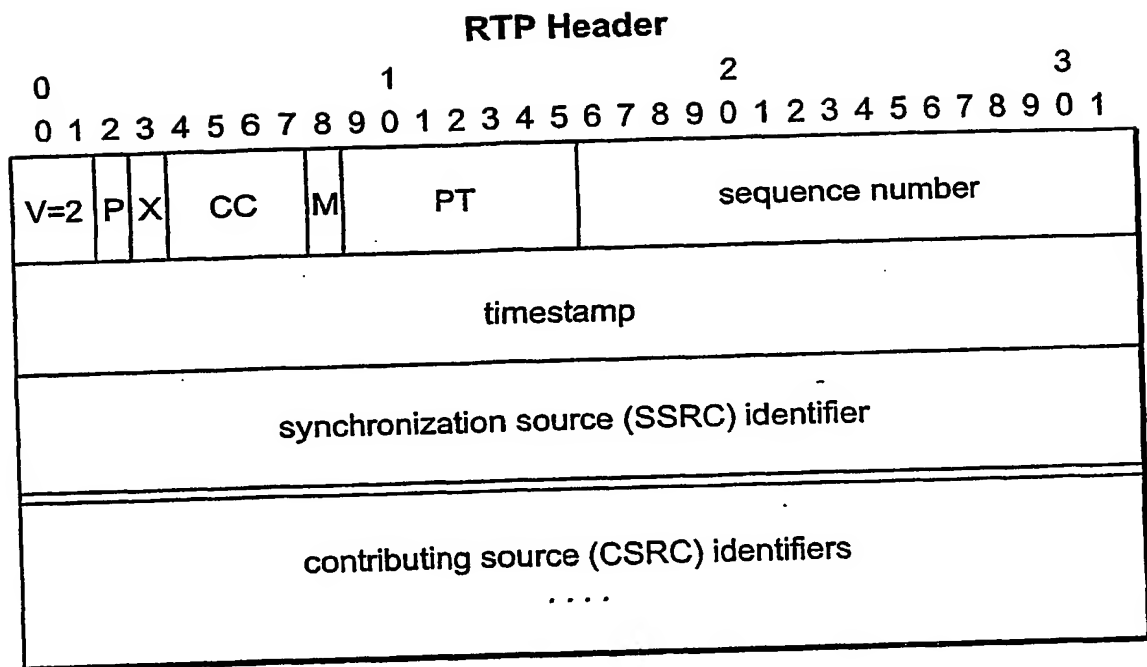 RTP Header
0 1 2 3
0 1 2 3 4 5 6 7 8 9 0 1 2 3 4 5 6 7 8 9 0 1 2 3 4 5 6 7 8 9 0 1
V=2 P X CC M PT sequence number
timestamp
synchronization source (SSRC) identifier
contributing source (CSRC) identifiers
....